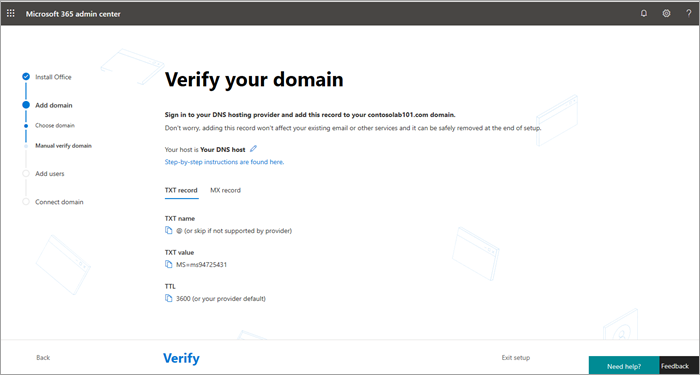 Microsoft 365 admin center
?
Install Office
Add domain
Choose domain
Manual verify domain
Add users
Connect domain
Verify your domain
Sign in to your DNS hosting provider and add this record to your contosolab101.com domain.
Don't worry, adding this record won't affect your existing email or other services and it can be safely removed at the end of setup.
Your host is Your DNS host
Step-by-step instructions are found here.
TXT record MX record
TXT name
@ (or skip if not supported by provider)
TXT value
MS=ms94725431
TTL
3600 (or your provider default)
Back Verify Exit setup
Need help? Feedback